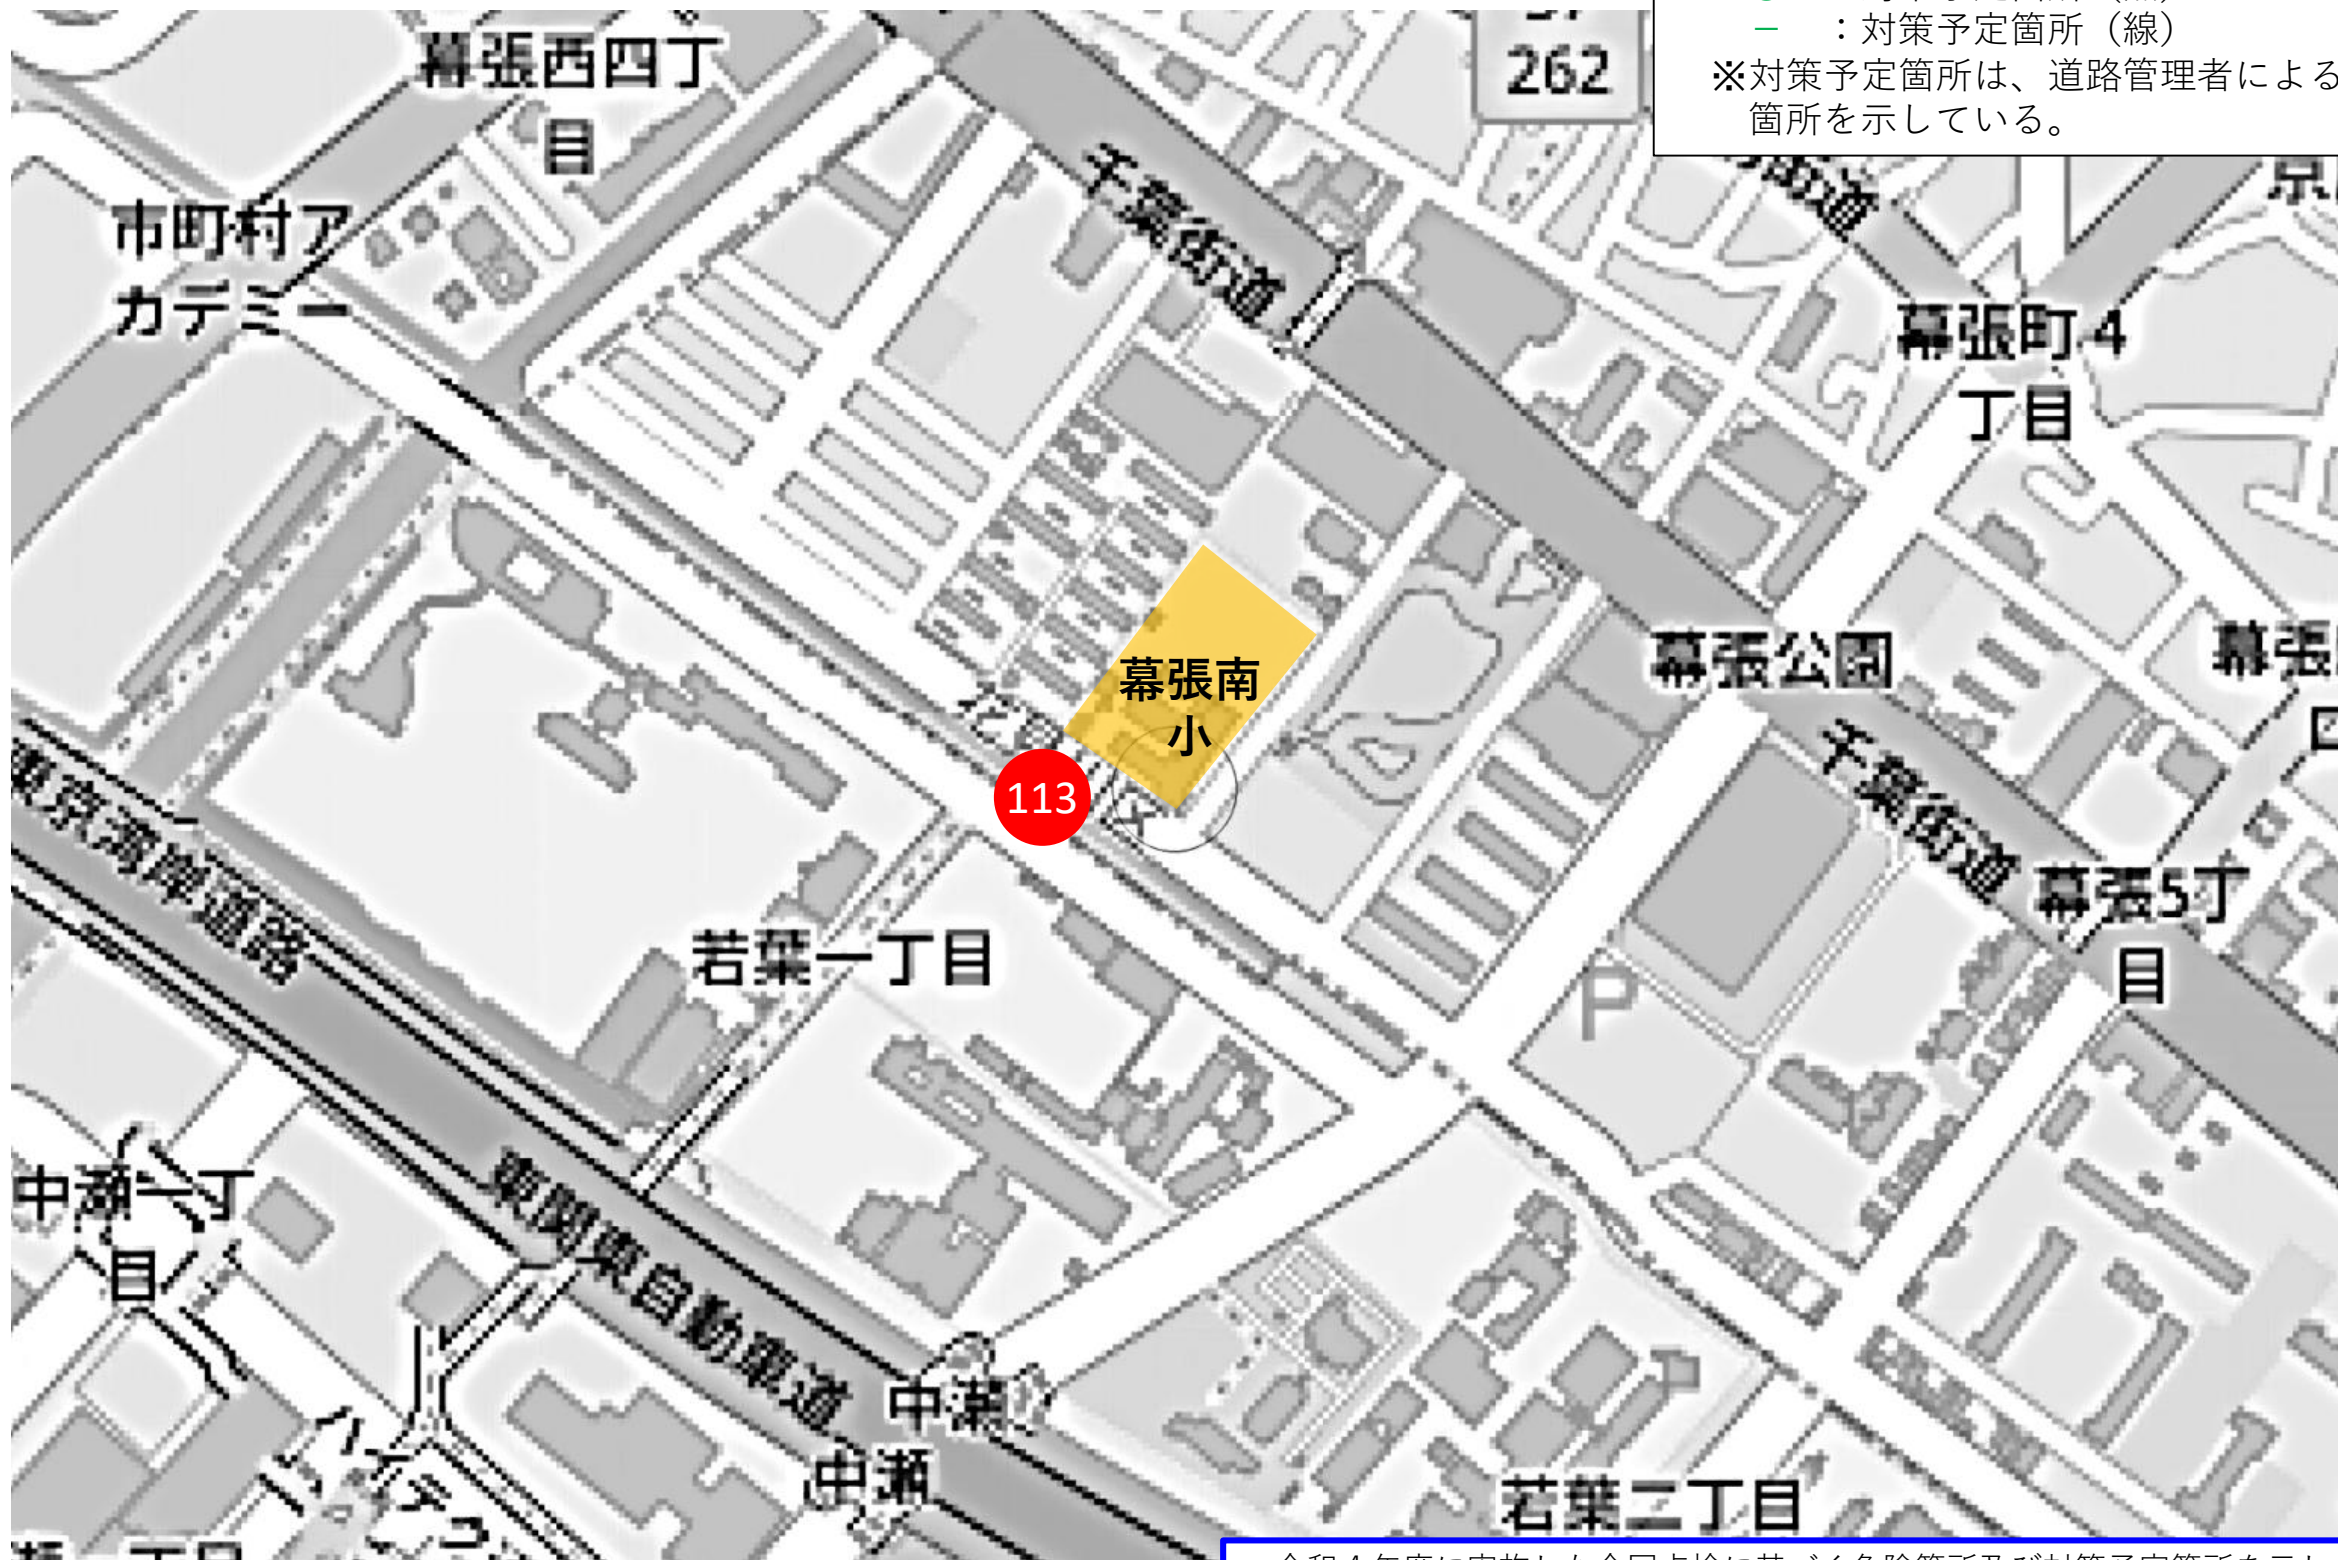 ：対策予定箇所（線）
※対策予定箇所は、道路管理者による
箇所を示している。
262
幕張西四丁
目
市町村ア
カデミー
千葉街道
幕張町4
丁目
幕張南
小
幕張公園
113
千葉街道
東京湾岸道路
若葉一丁目
幕張5丁
目
P
中瀬一丁
目
東関東自動車道
中瀬
中瀬
P
ハイテク
若葉二丁目